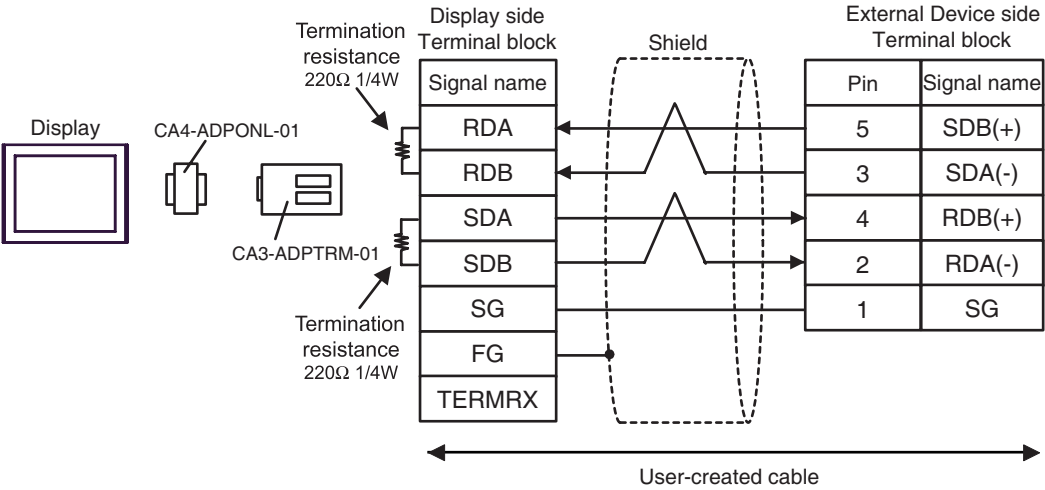 Display side
Terminal block
External Device side
Terminal block
Termination
resistance
220Ω 1/4W
Shield
Signal name
Pin
Signal name
Display
CA4-ADPONL-01
RDA
5
SDB(+)
RDB
3
SDA(-)
SDA
4
RDB(+)
CA3-ADPTRM-01
SDB
2
RDA(-)
SG
1
SG
Termination
resistance
220Ω 1/4W
FG
TERMRX
User-created cable